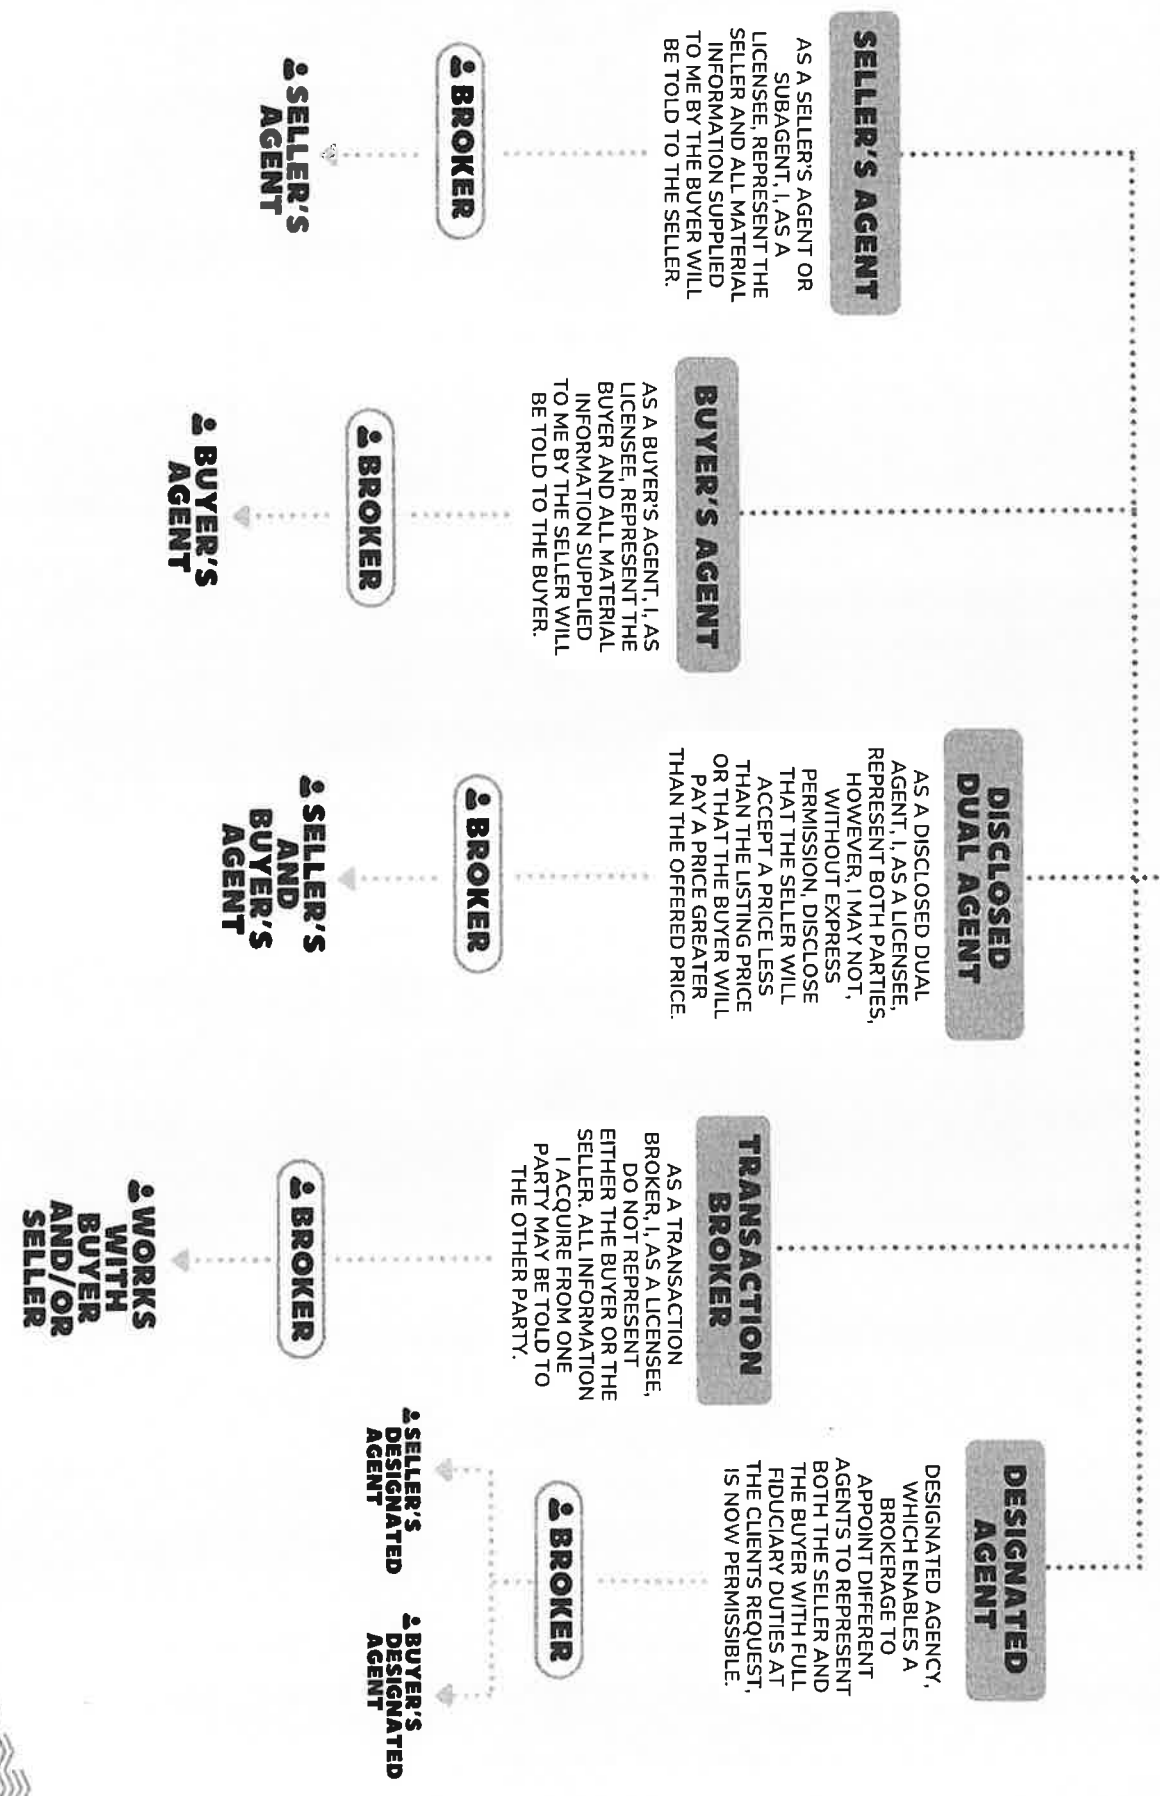 SELLER'S AGENT
AS A SELLER'S AGENT OR
SUBAGENT, I, AS A
LICENSEE, REPRESENT THE
SELLER AND ALL MATERIAL
INFORMATION SUPPLIED
TO ME BY THE BUYER WILL
BE TOLD TO THE SELLER.
BROKER
SELLER'S
AGENT
BUYER'S AGENT
AS A BUYER'S AGENT, I, AS
LICENSEE, REPRESENT THE
BUYER AND ALL MATERIAL
INFORMATION SUPPLIED
TO ME BY THE SELLER WILL
BE TOLD TO THE BUYER.
BROKER
BUYER'S
AGENT
DISCLOSED
DUAL AGENT
AS A DISCLOSED DUAL
AGENT, I, AS A LICENSEE,
REPRESENT BOTH PARTIES,
HOWEVER, I MAY NOT,
WITHOUT EXPRESS
PERMISSION, DISCLOSE
THAT THE SELLER WILL
ACCEPT A PRICE LESS
THAN THE LISTING PRICE
OR THAT THE BUYER WILL
PAY A PRICE GREATER
THAN THE OFFERED PRICE.
BROKER
SELLER'S
AND
BUYER'S
AGENT
TRANSACTION
BROKER
AS A TRANSACTION
BROKER, I, AS A LICENSEE,
DO NOT REPRESENT
EITHER THE BUYER OR THE
SELLER. ALL INFORMATION
I ACQUIRE FROM ONE
PARTY MAY BE TOLD TO
THE OTHER PARTY.
BROKER
WORKS
WITH
BUYER
AND/OR
SELLER
DESIGNATED
AGENT
DESIGNATED AGENCY,
WHICH ENABLES A
BROKERAGE TO
APPOINT DIFFERENT
AGENTS TO REPRESENT
BOTH THE SELLER AND
THE BUYER WITH FULL
FIDUCIARY DUTIES AT
THE CLIENTS REQUEST,
IS NOW PERMISSIBLE.
BROKER
SELLER'S
DESIGNATED
AGENT
BUYER'S
DESIGNATED
AGENT